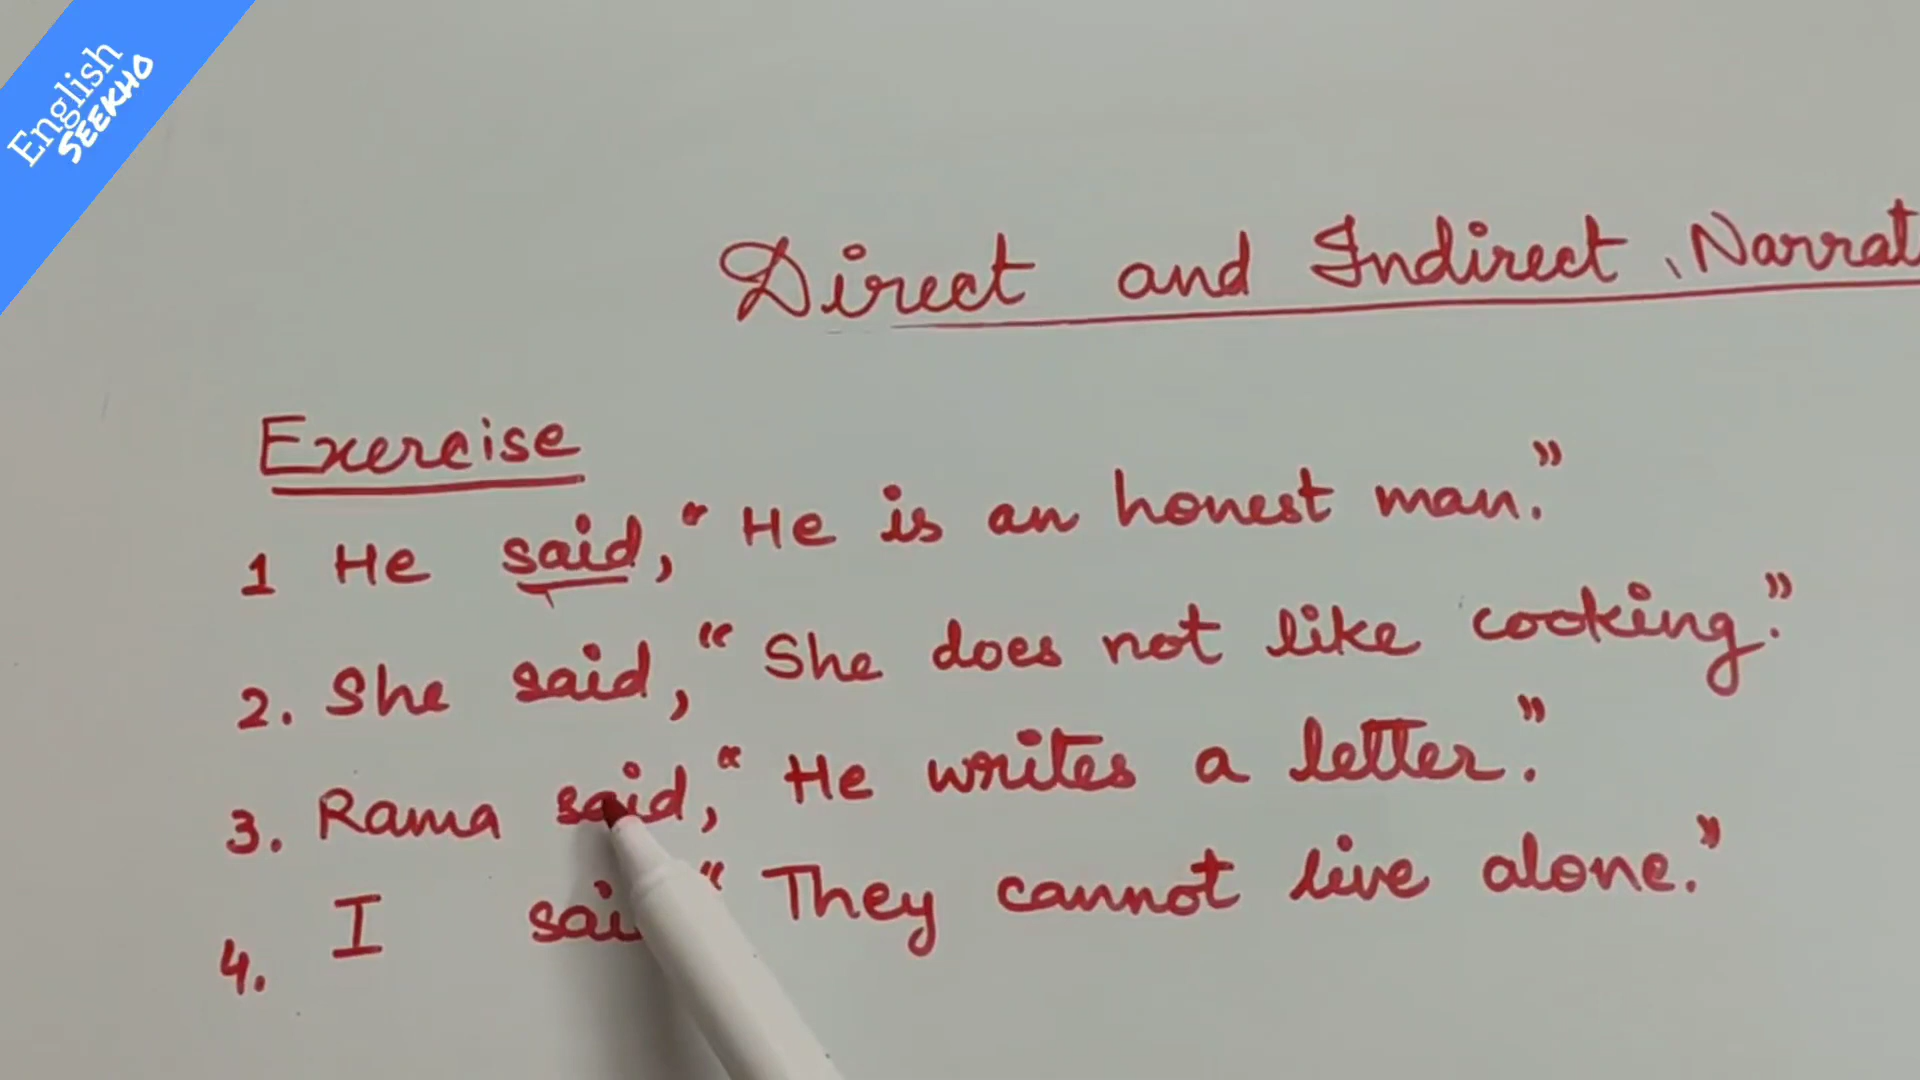 English
SEEKHO
Direct and Indirect Narrat
Exercise
1 He said, "He is an honest man."
2. She said, "She does not like cooking."
3. Rama said, "He writes a letter."
4. I sai " They cannot live alone."